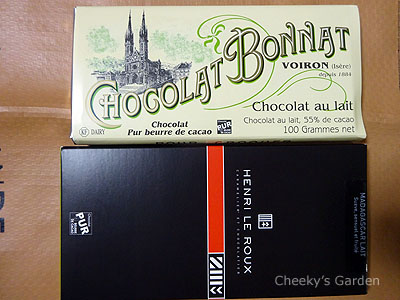 CHOCOLAT BONNAT
VOIRON (Isère)
depuis 1884
Chocolat au lait
Chocolat au lait, 55% de cacao
100 Grammes net
Chocolat
Pur beurre de cacao
DAIRY
PUR
PUR
HENRI LE ROUX
MADAGASCAR LAIT
Cheeky's Garden